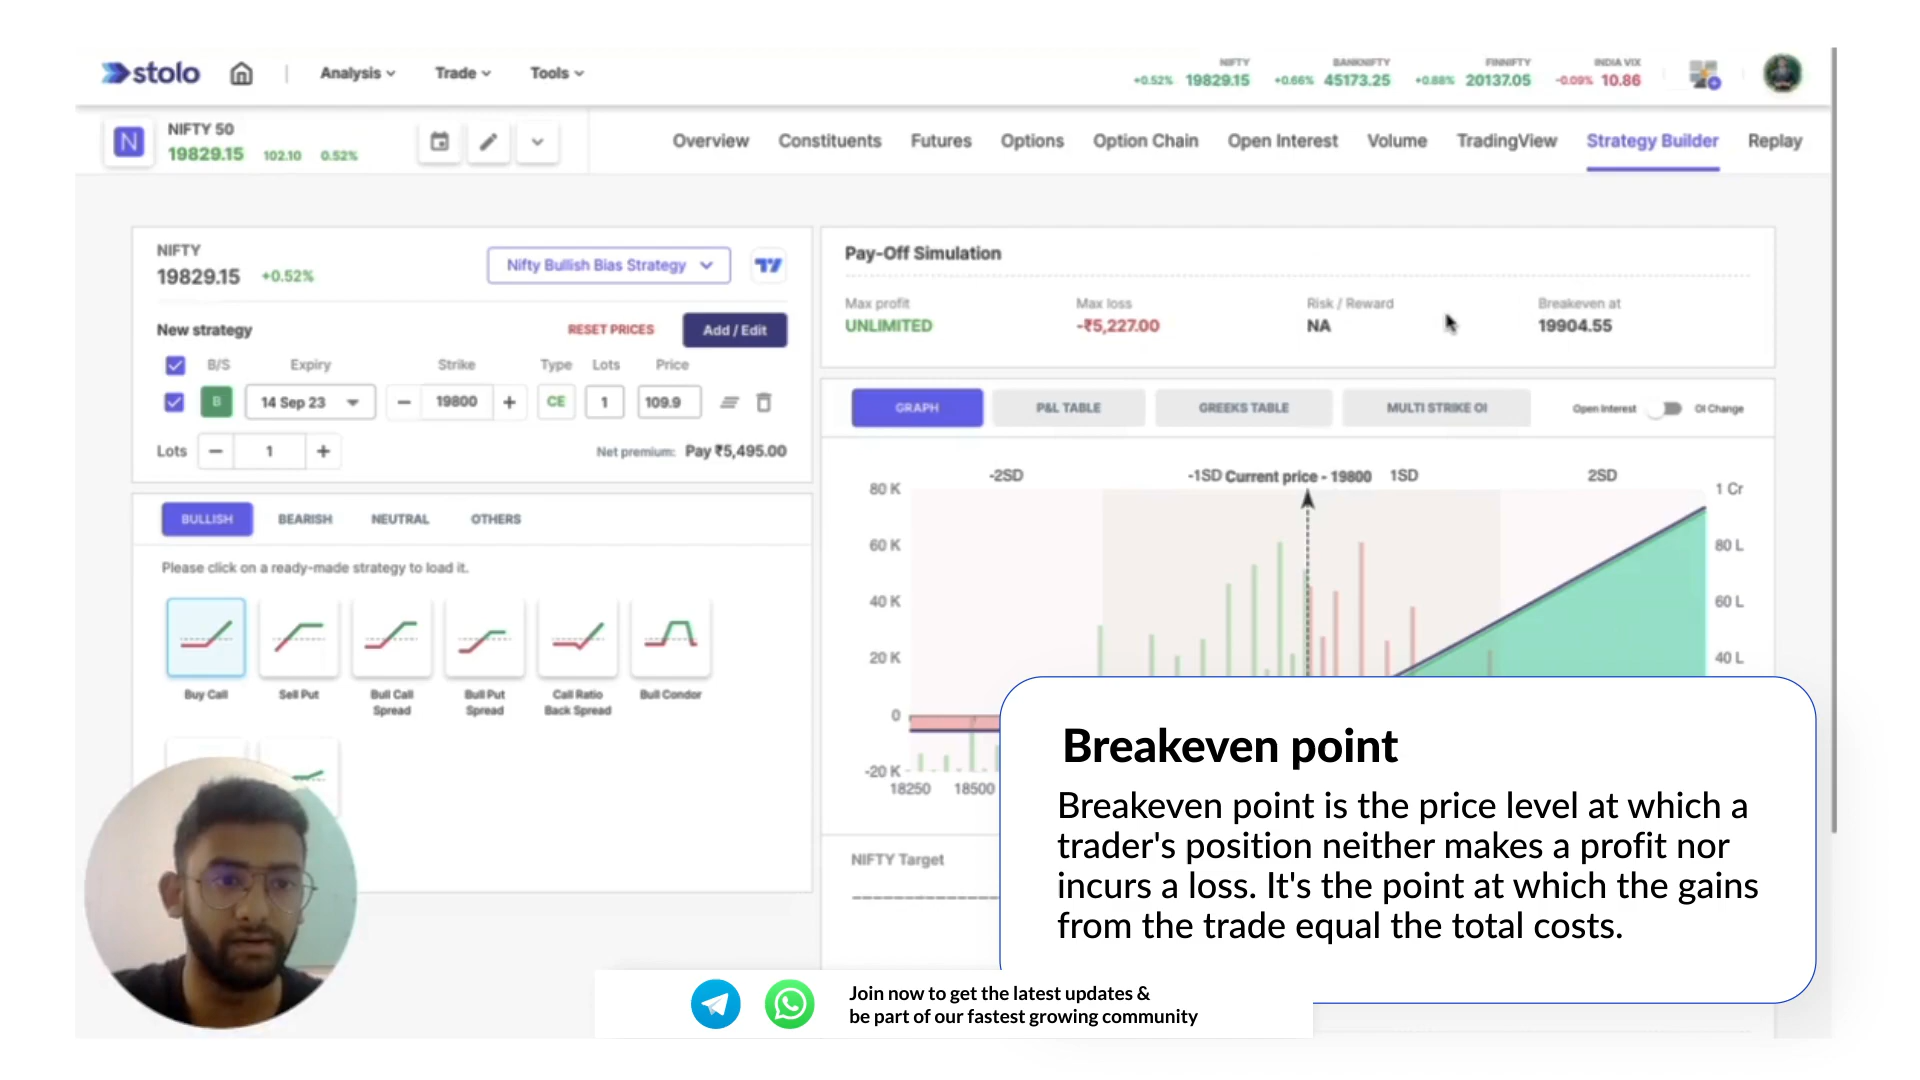 stolo
Analysis
Trade
Tools
NIFTY
+0.52% 19829.15
BANKNIFTY
+0.66% 45173.25
FINNIFTY
+0.88% 20137.05
INDIA VIX
-0.09% 10.86
N
NIFTY 50
19829.15 102.10 0.52%
Overview Constituents Futures Options Option Chain Open Interest Volume TradingView Strategy Builder Replay
NIFTY
19829.15 +0.52%
Nifty Bullish Bias Strategy
New strategy RESET PRICES Add / Edit
B/S Expiry Strike Type Lots Price
B 14 Sep 23 − 19800 + CE 1 109.9
Lots − 1 + Net premium: Pay ₹5,495.00
BULLISH BEARISH NEUTRAL OTHERS
Please click on a ready-made strategy to load it.
Buy Call
Sell Put
Bull Call
Spread
Bull Put
Spread
Call Ratio
Back Spread
Bull Condor
Pay-Off Simulation
Max profit Max loss Risk / Reward Breakeven at
UNLIMITED -₹5,227.00 NA 19904.55
GRAPH P&L TABLE GREEKS TABLE MULTI STRIKE OI Open Interest OI Change
-2SD -1SD Current price - 19800 1SD 2SD
80 K 1 Cr
60 K 80 L
40 K 60 L
20 K 40 L
0
-20 K
18250 18500
NIFTY Target
Breakeven point
Breakeven point is the price level at which a
trader's position neither makes a profit nor
incurs a loss. It's the point at which the gains
from the trade equal the total costs.
Join now to get the latest updates &
be part of our fastest growing community